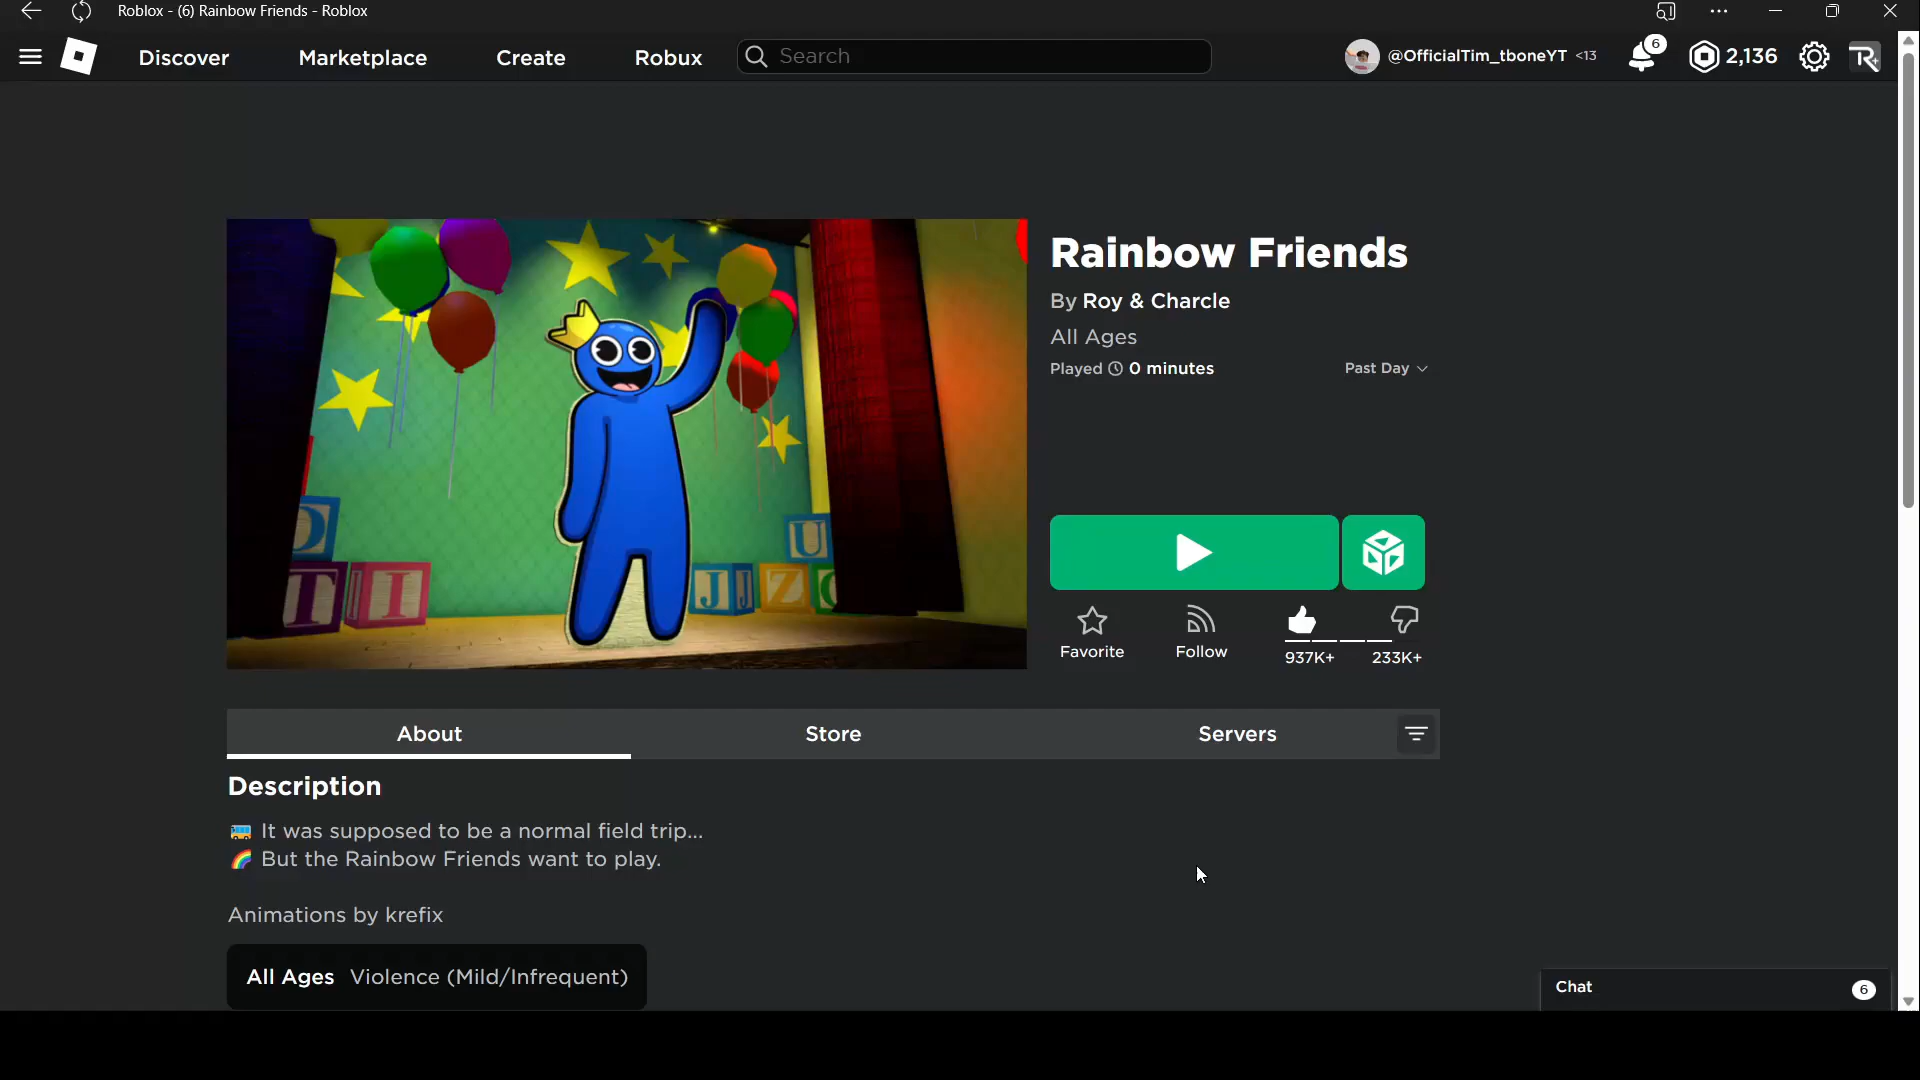 Roblox - (6) Rainbow Friends - Roblox
Discover
Marketplace
Create
Robux
Search
@OfficialTim_tboneYT <13
6
2,136
Rainbow Friends
By Roy & Charcle
All Ages
Played 0 minutes
Past Day
Favorite
Follow
937K+
233K+
About
Store
Servers
Description
🚌 It was supposed to be a normal field trip...
🌈 But the Rainbow Friends want to play.
Animations by krefix
All Ages Violence (Mild/Infrequent)
Chat
6